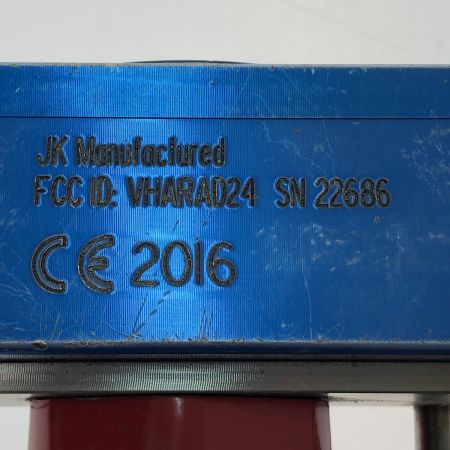 JK Manufactured
FCC ID: VHARAD24 SN 22686
CE 2016